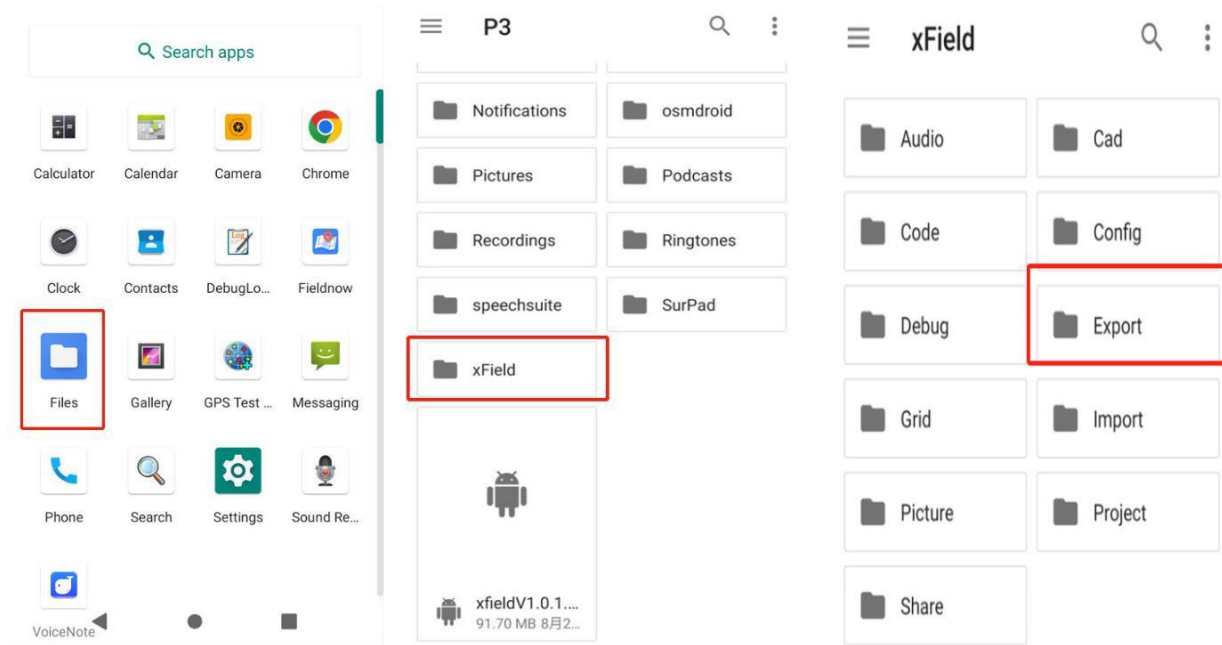 Search apps
Calculator
Calendar
Camera
Chrome
Clock
Contacts
DebugLo...
Fieldnow
Files
Gallery
GPS Test ...
Messaging
Phone
Search
Settings
Sound Re...
VoiceNote
P3
Notifications
osmdroid
Pictures
Podcasts
Recordings
Ringtones
speechsuite
SurPad
xField
xfieldV1.0.1....
91.70 MB 8月2...
xField
Audio
Cad
Code
Config
Debug
Export
Grid
Import
Picture
Project
Share